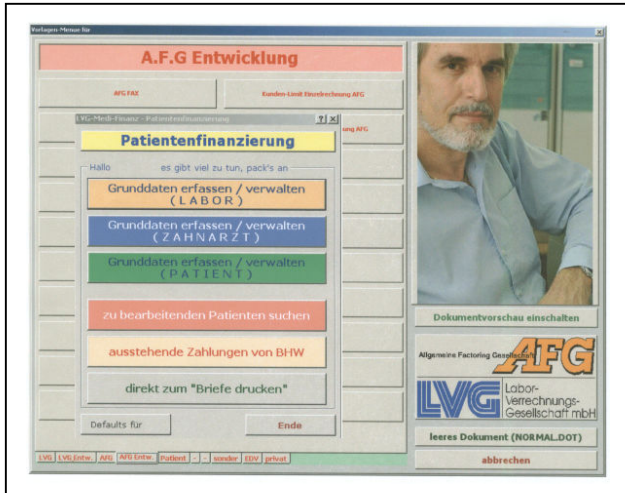 Vorlagen-Menue für
A.F.G Entwicklung
AFG FAX
Kunden-Limit Einzelrechnung AFG
ung AFG
LVG-Medi-Finanz - Patientenfinanzierung
Patientenfinanzierung
Hallo es gibt viel zu tun, pack's an
Grunddaten erfassen / verwalten
(LABOR)
Grunddaten erfassen / verwalten
(ZAHNARZT)
Grunddaten erfassen / verwalten
(PATIENT)
zu bearbeitenden Patienten suchen
ausstehende Zahlungen von BHW
direkt zum "Briefe drucken"
Defaults für
Ende
LVG
LVG Entw.
AFG
AFG Entw.
Patient
-
-
sonder
EDV
privat
Dokumentvorschau einschalten
Allgemeine Factoring Gesellschaft
AFG
LVG
Labor-
Verrechnungs-
Gesellschaft mbH
leeres Dokument (NORMAL.DOT)
abbrechen